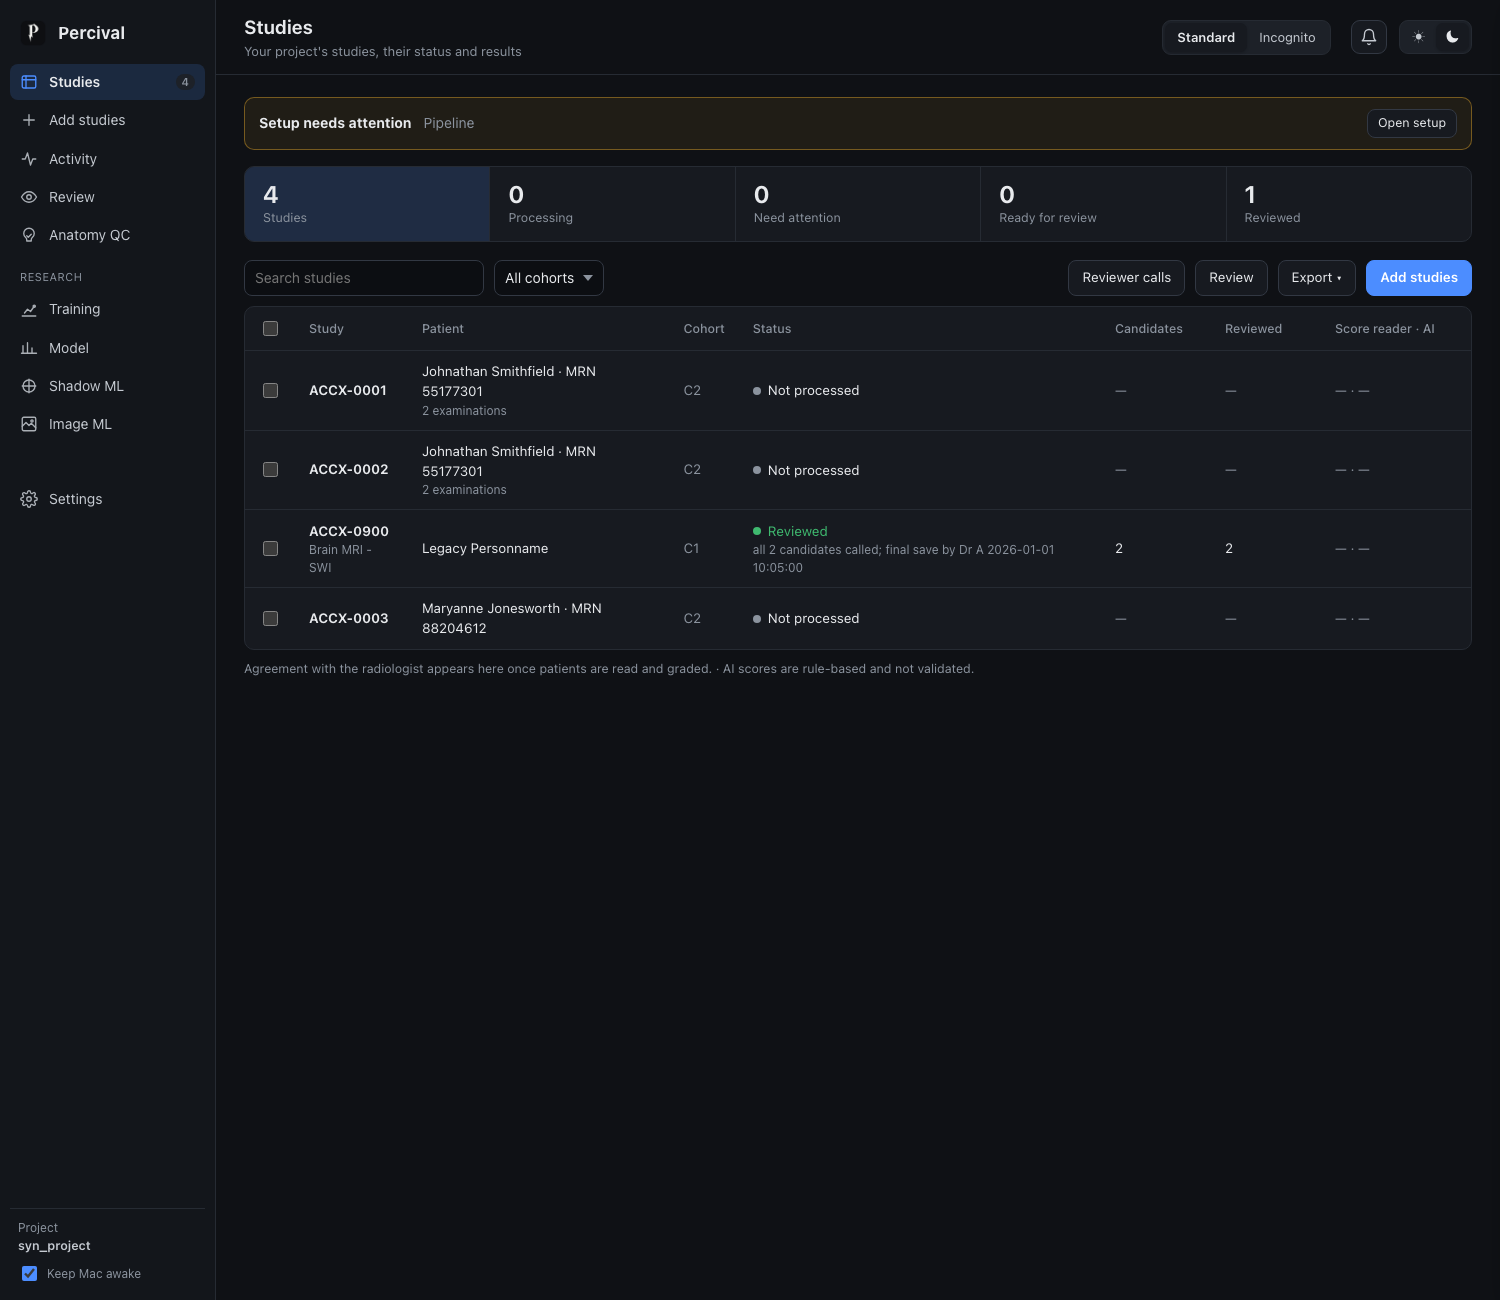 Percival
Studies 4
Add studies
Activity
Review
Anatomy QC
RESEARCH
Training
Model
Shadow ML
Image ML
Settings
Project
syn_project
Keep Mac awake
Studies
Your project's studies, their status and results
Standard Incognito
Setup needs attention Pipeline Open setup
4
Studies
0
Processing
0
Need attention
0
Ready for review
1
Reviewed
Search studies All cohorts Reviewer calls Review Export Add studies
Study Patient Cohort Status Candidates Reviewed Score reader · AI
ACCX-0001
Johnathan Smithfield · MRN
55177301
2 examinations
C2
Not processed
— — — · —
ACCX-0002
Johnathan Smithfield · MRN
55177301
2 examinations
C2
Not processed
— — — · —
ACCX-0900
Brain MRI -
SWI
Legacy Personname
C1
Reviewed
all 2 candidates called; final save by Dr A 2026-01-01
10:05:00
2 2 — · —
ACCX-0003
Maryanne Jonesworth · MRN
88204612
C2
Not processed
— — — · —
Agreement with the radiologist appears here once patients are read and graded. · AI scores are rule-based and not validated.